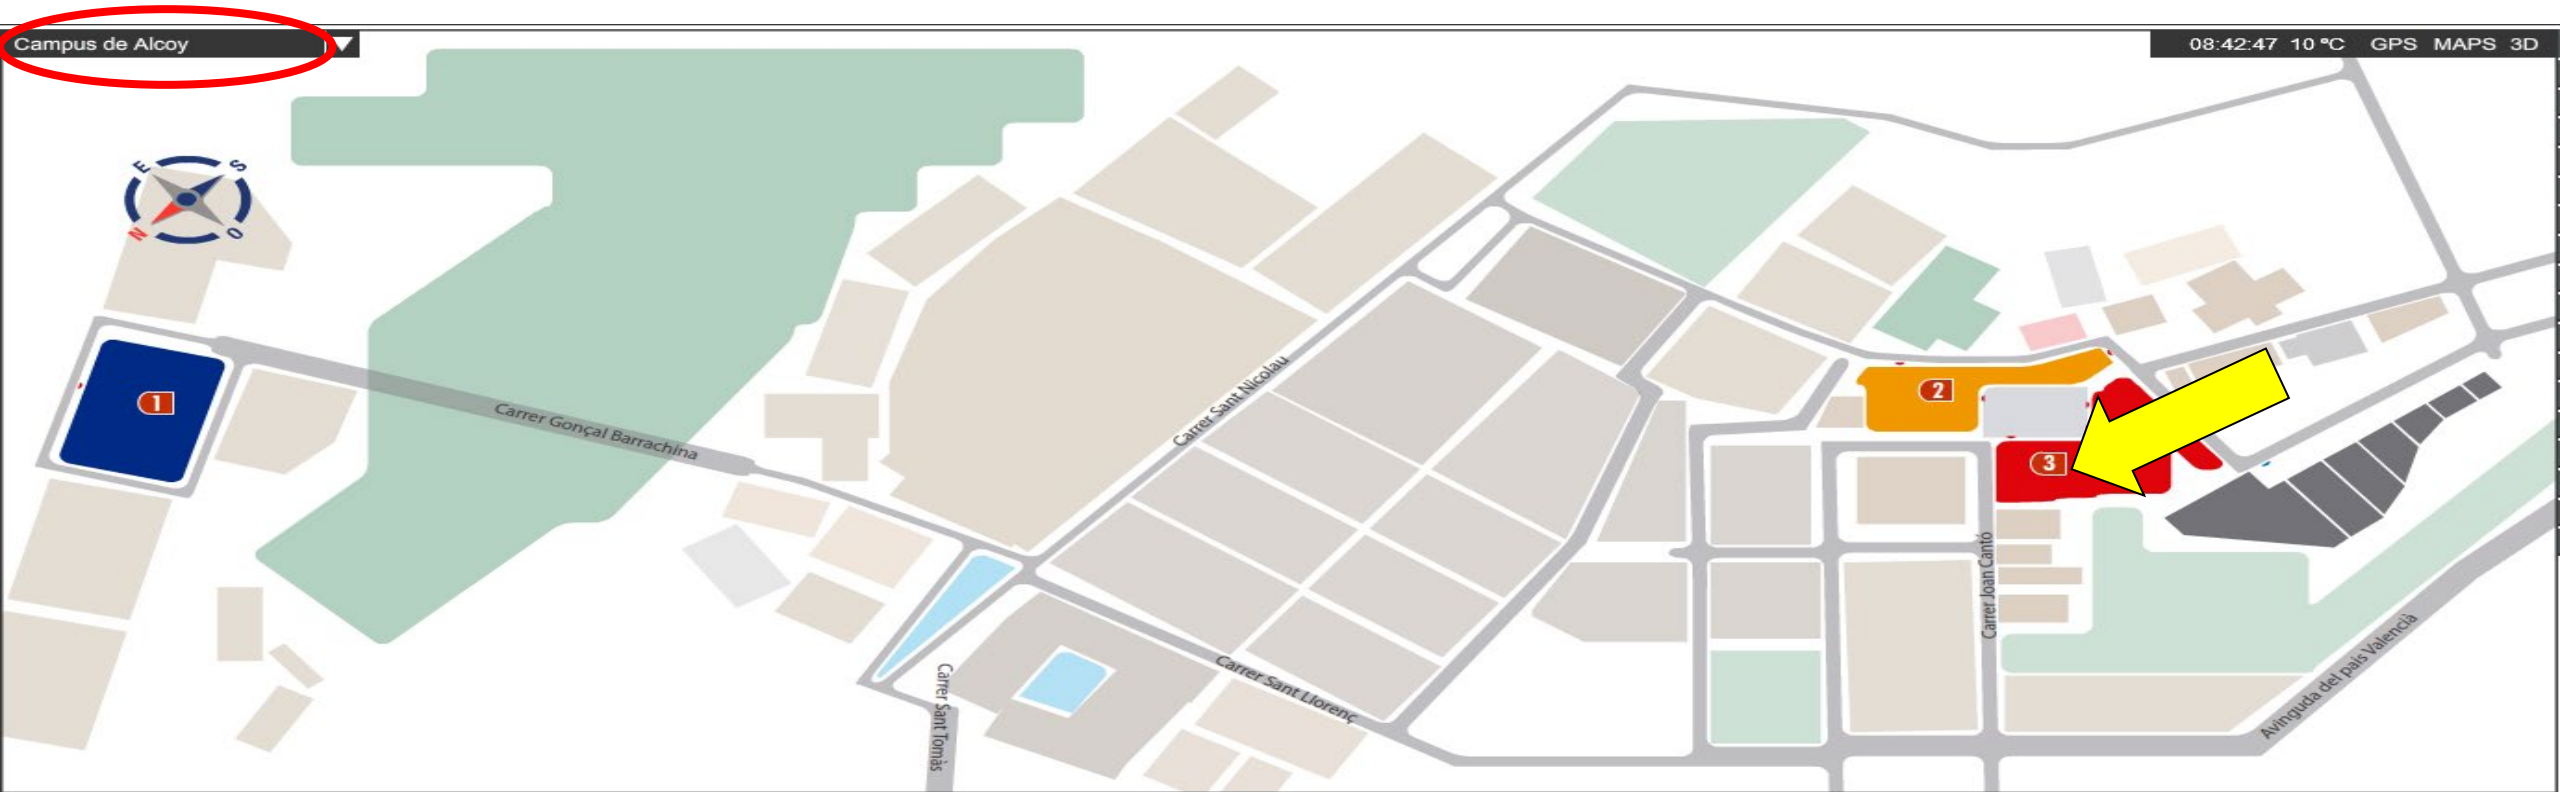 Campus de Alcoy
08:42:47 10 ºC GPS MAPS 3D
E
S
N
O
1
2
3
Carrer Gonçal Barrachina
Carrer Sant Nicolau
Carrer Joan Cantó
Carrer Sant Tomàs
Carrer Sant Llorenç
Avinguda del pais Valencià